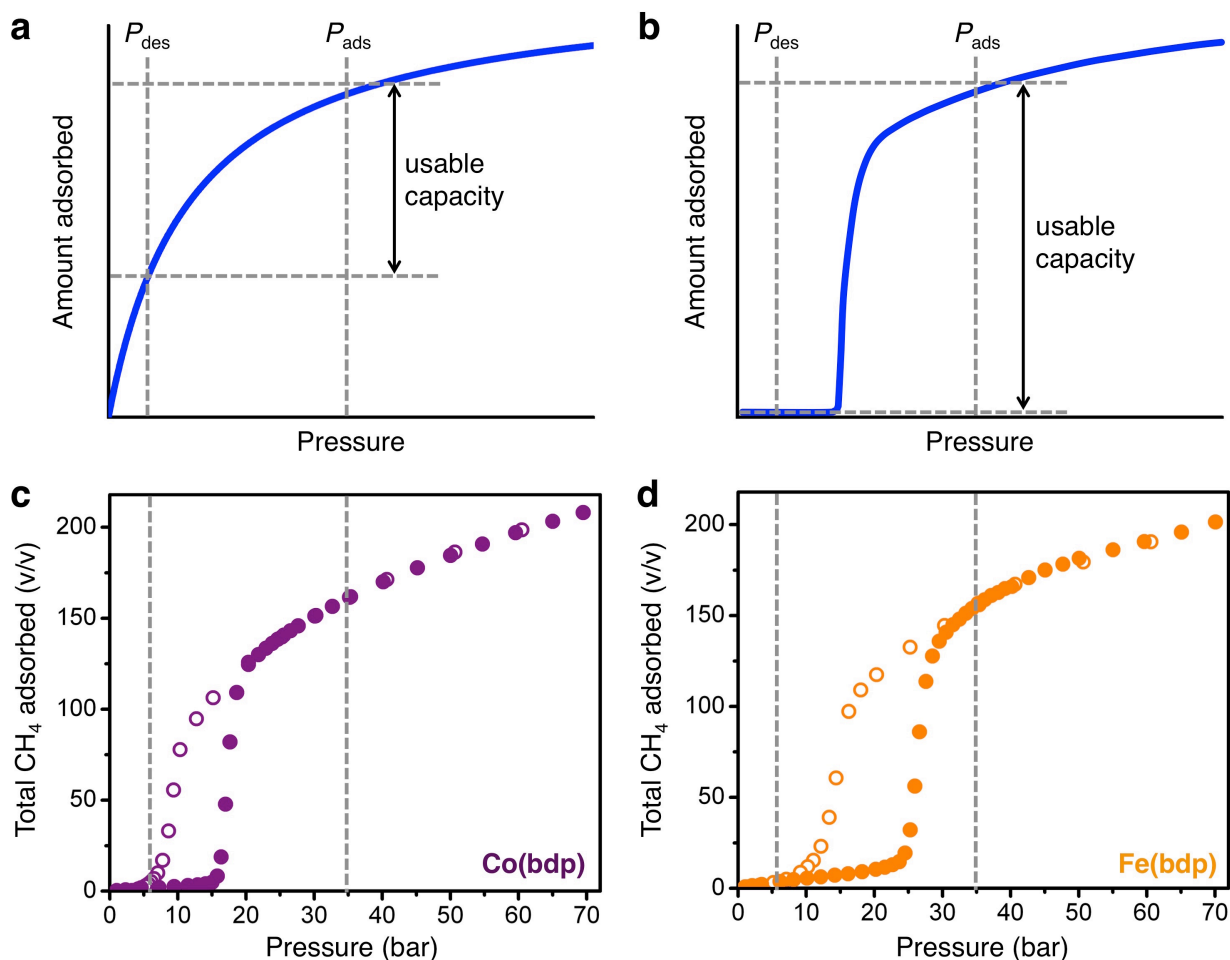 a
P_des
P_ads
Amount adsorbed
usable
capacity
Pressure
b
P_des
P_ads
Amount adsorbed
usable
capacity
Pressure
c
200
150
100
50
0
Total CH₄ adsorbed (v/v)
Co(bdp)
0 10 20 30 40 50 60 70
Pressure (bar)
d
200
150
100
50
0
Total CH₄ adsorbed (v/v)
Fe(bdp)
0 10 20 30 40 50 60 70
Pressure (bar)